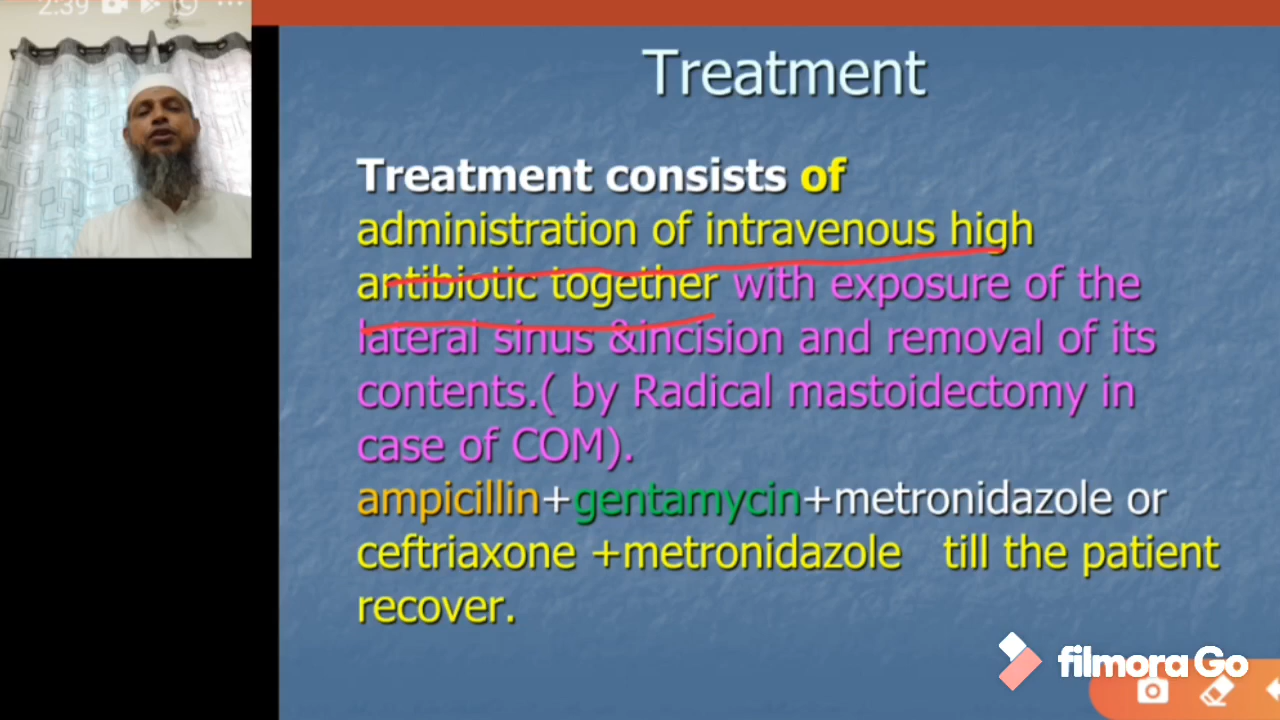 2:39
Treatment
Treatment consists of
administration of intravenous high
antibiotic together with exposure of the
lateral sinus &incision and removal of its
contents.( by Radical mastoidectomy in
case of COM).
ampicillin+gentamycin+metronidazole or
ceftriaxone +metronidazole till the patient
recover.
filmora Go